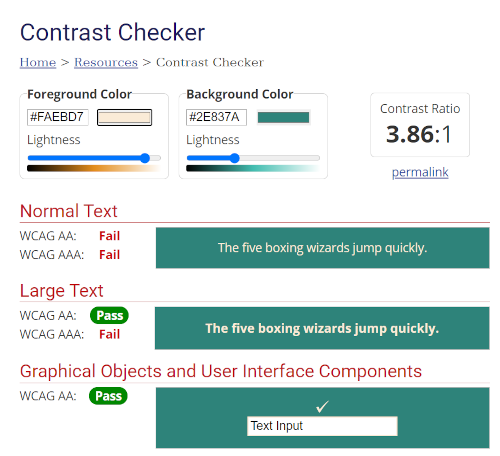 Contrast Checker
Home > Resources > Contrast Checker
Foreground Color
#FAEBD7
Lightness
Background Color
#2E837A
Lightness
Contrast Ratio
3.86:1
permalink
Normal Text
WCAG AA: Fail
WCAG AAA: Fail
The five boxing wizards jump quickly.
Large Text
WCAG AA: Pass
WCAG AAA: Fail
The five boxing wizards jump quickly.
Graphical Objects and User Interface Components
WCAG AA: Pass
✓
Text Input